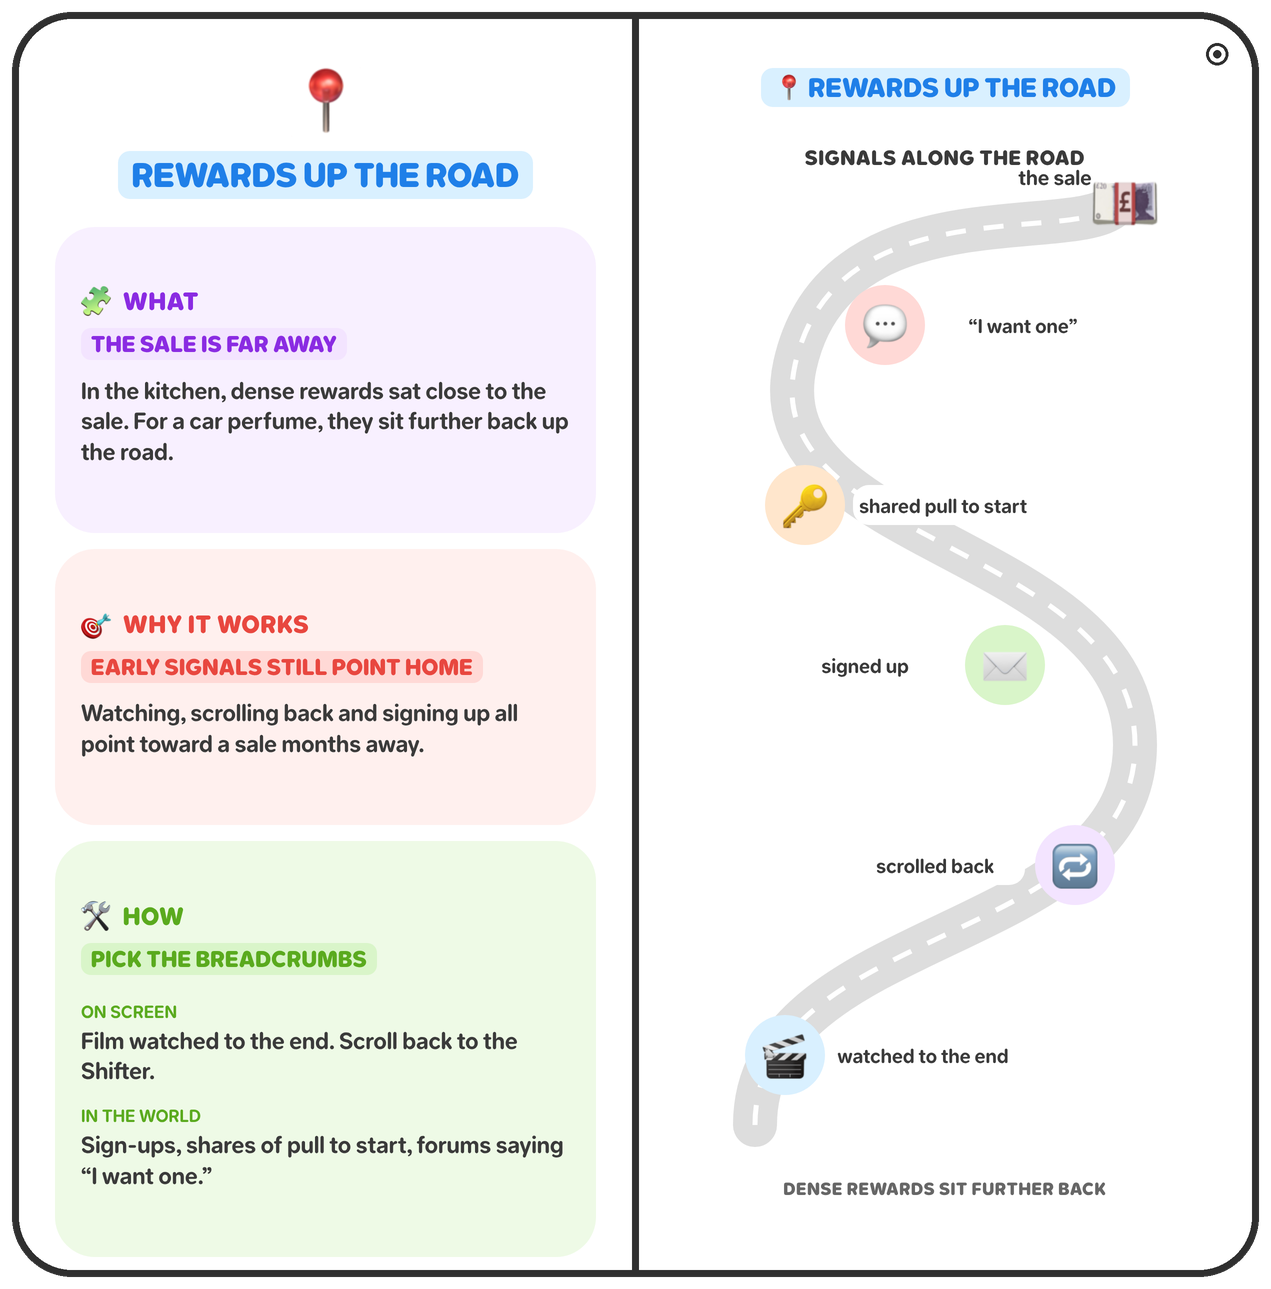 REWARDS UP THE ROAD
WHAT
THE SALE IS FAR AWAY
In the kitchen, dense rewards sat close to the
sale. For a car perfume, they sit further back up
the road.
WHY IT WORKS
EARLY SIGNALS STILL POINT HOME
Watching, scrolling back and signing up all
point toward a sale months away.
HOW
PICK THE BREADCRUMBS
ON SCREEN
Film watched to the end. Scroll back to the
Shifter.
IN THE WORLD
Sign-ups, shares of pull to start, forums saying
“I want one.”
REWARDS UP THE ROAD
SIGNALS ALONG THE ROAD
the sale
“I want one”
shared pull to start
signed up
scrolled back
watched to the end
DENSE REWARDS SIT FURTHER BACK